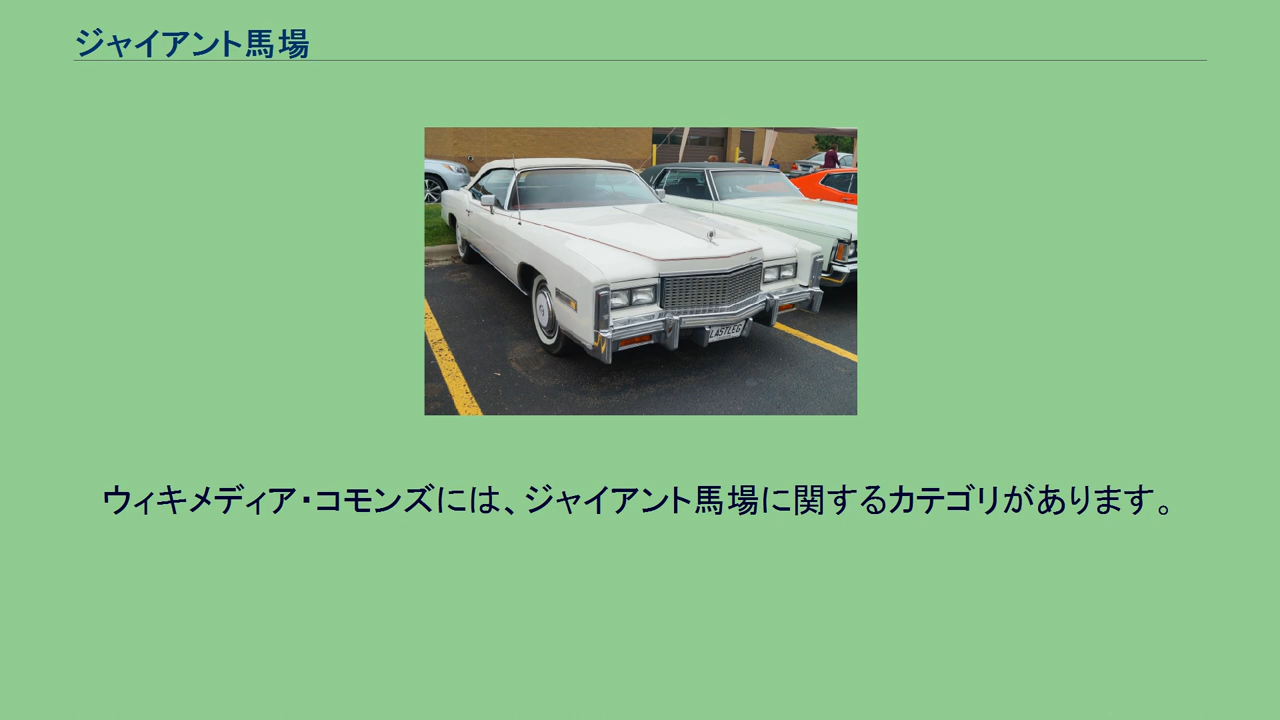 ジャイアント馬場
LASTLEG
ウィキメディア・コモンズには、ジャイアント馬場に関するカテゴリがあります。